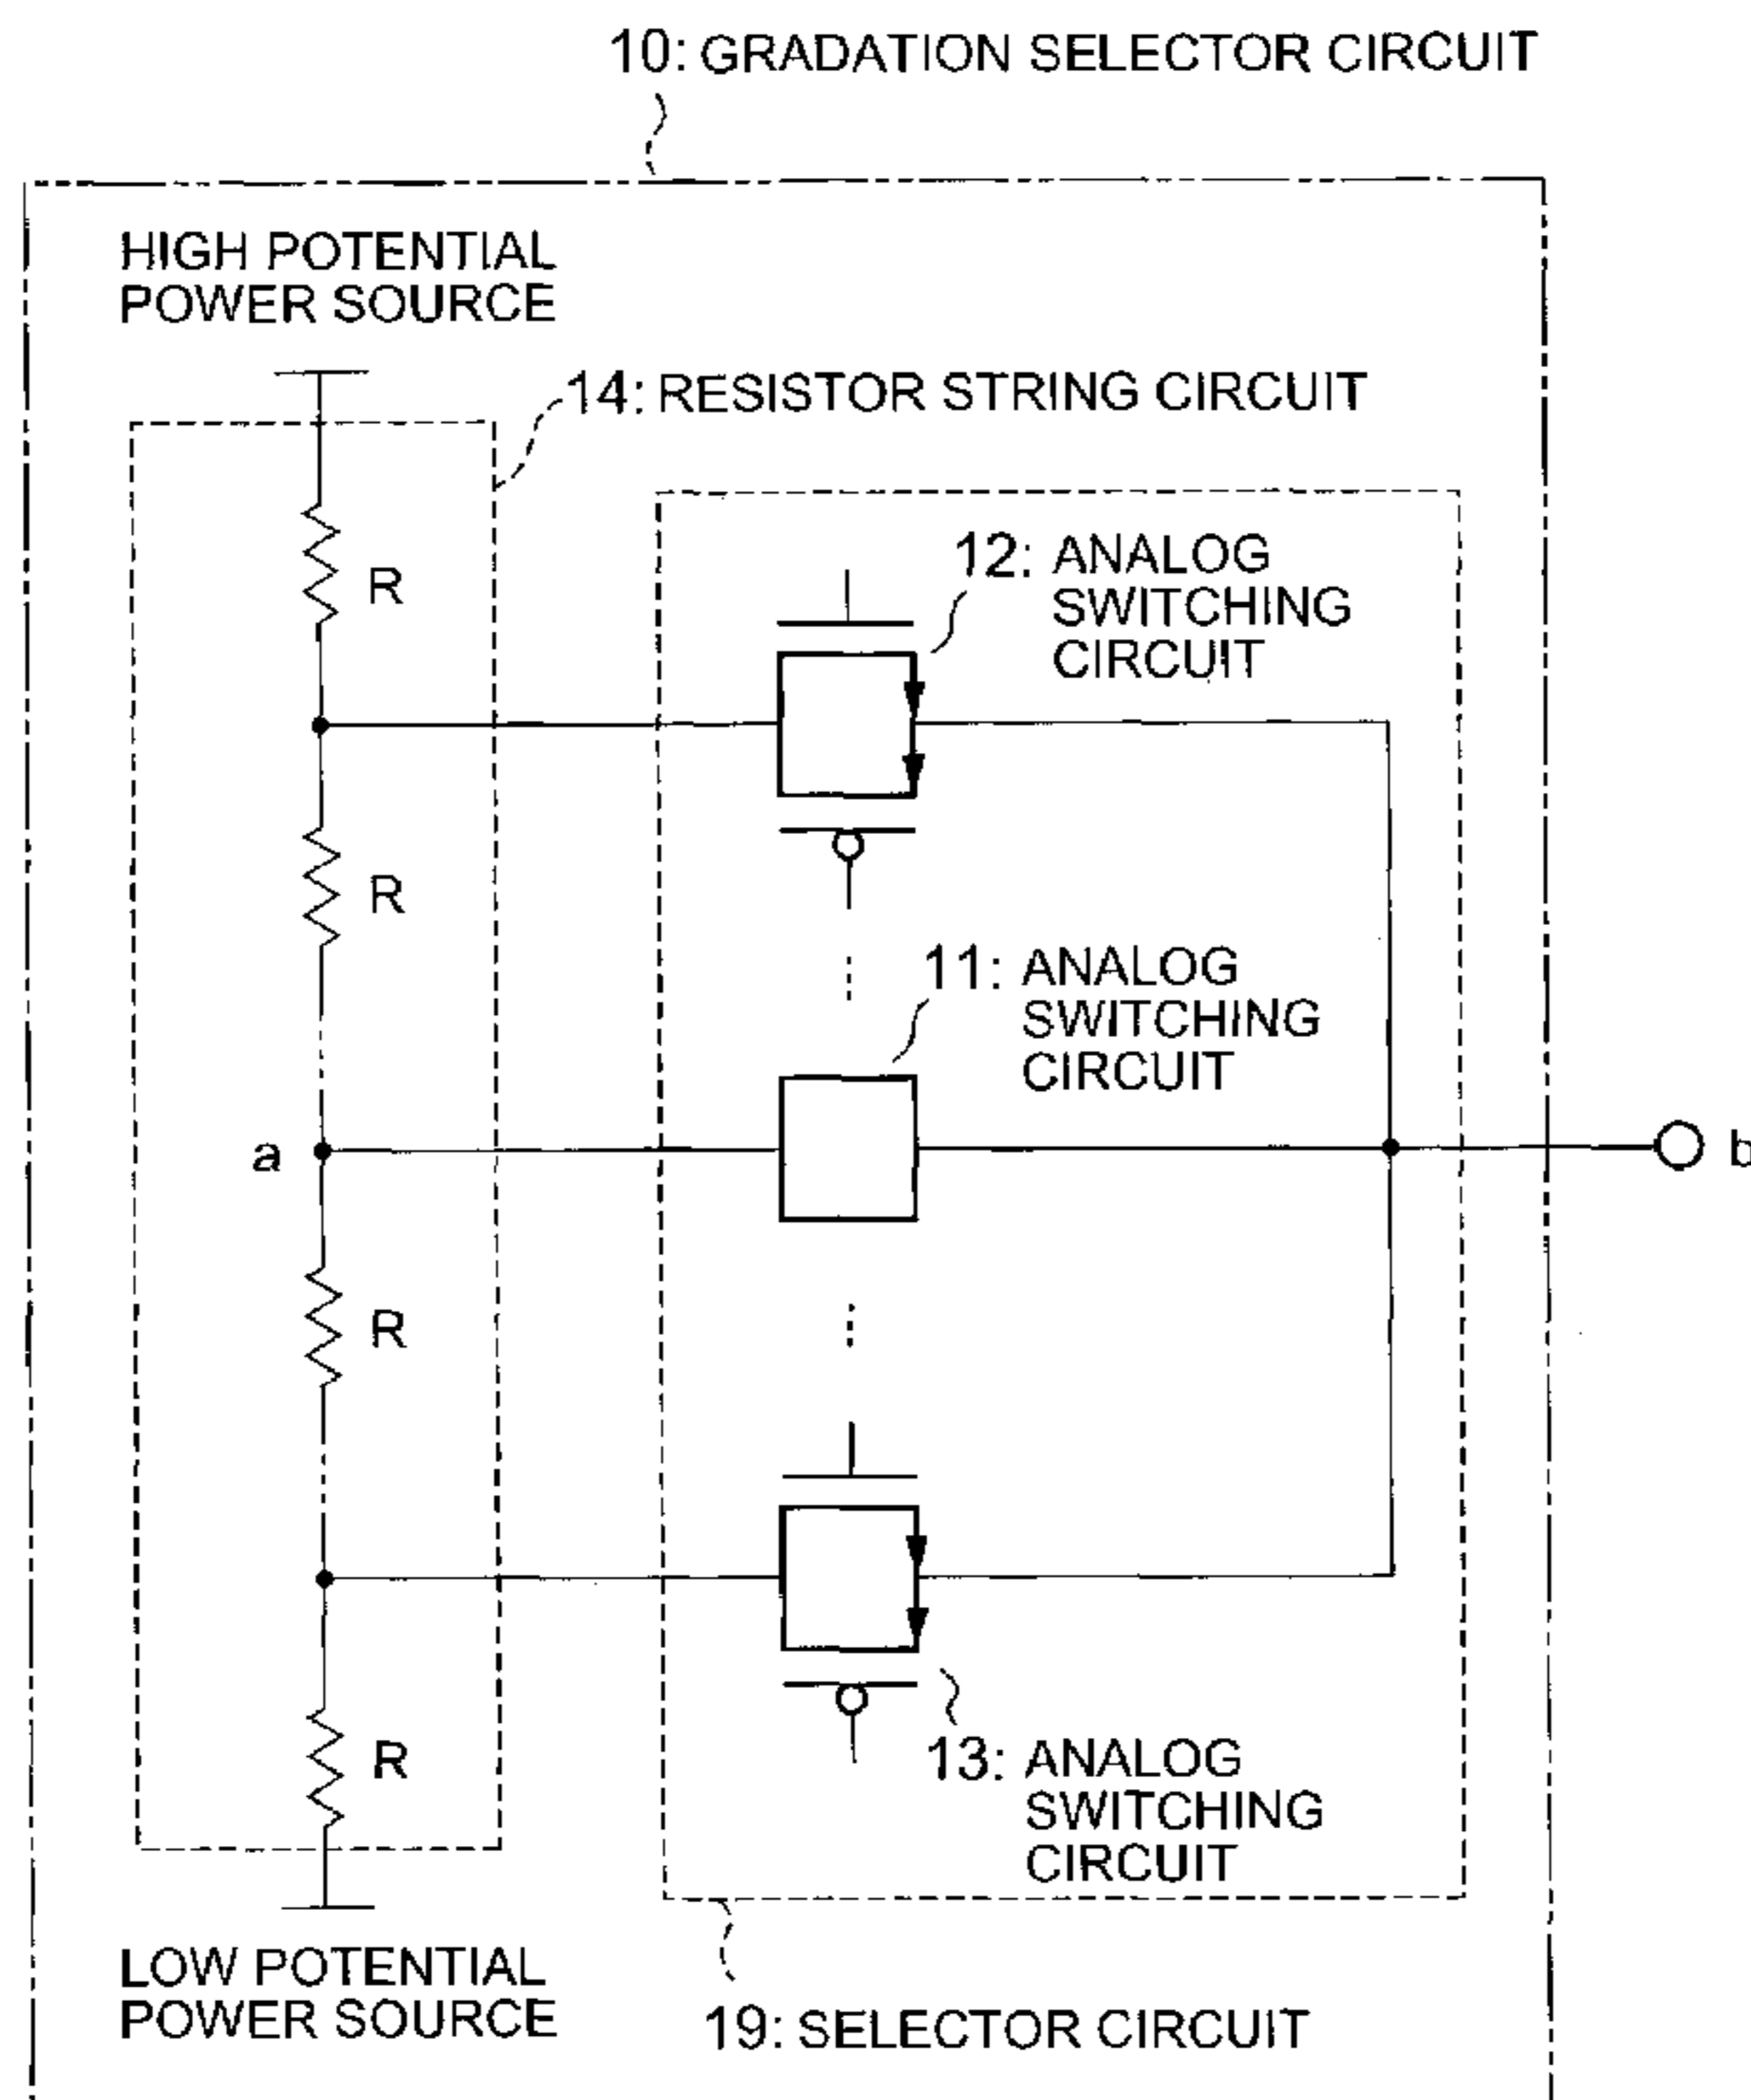 10: GRADATION SELECTOR CIRCUIT
HIGH POTENTIAL
POWER SOURCE
14: RESISTOR STRING CIRCUIT
12: ANALOG
SWITCHING
CIRCUIT
R
R
11: ANALOG
SWITCHING
CIRCUIT
a
b
R
13: ANALOG
SWITCHING
CIRCUIT
R
LOW POTENTIAL
POWER SOURCE
19: SELECTOR CIRCUIT